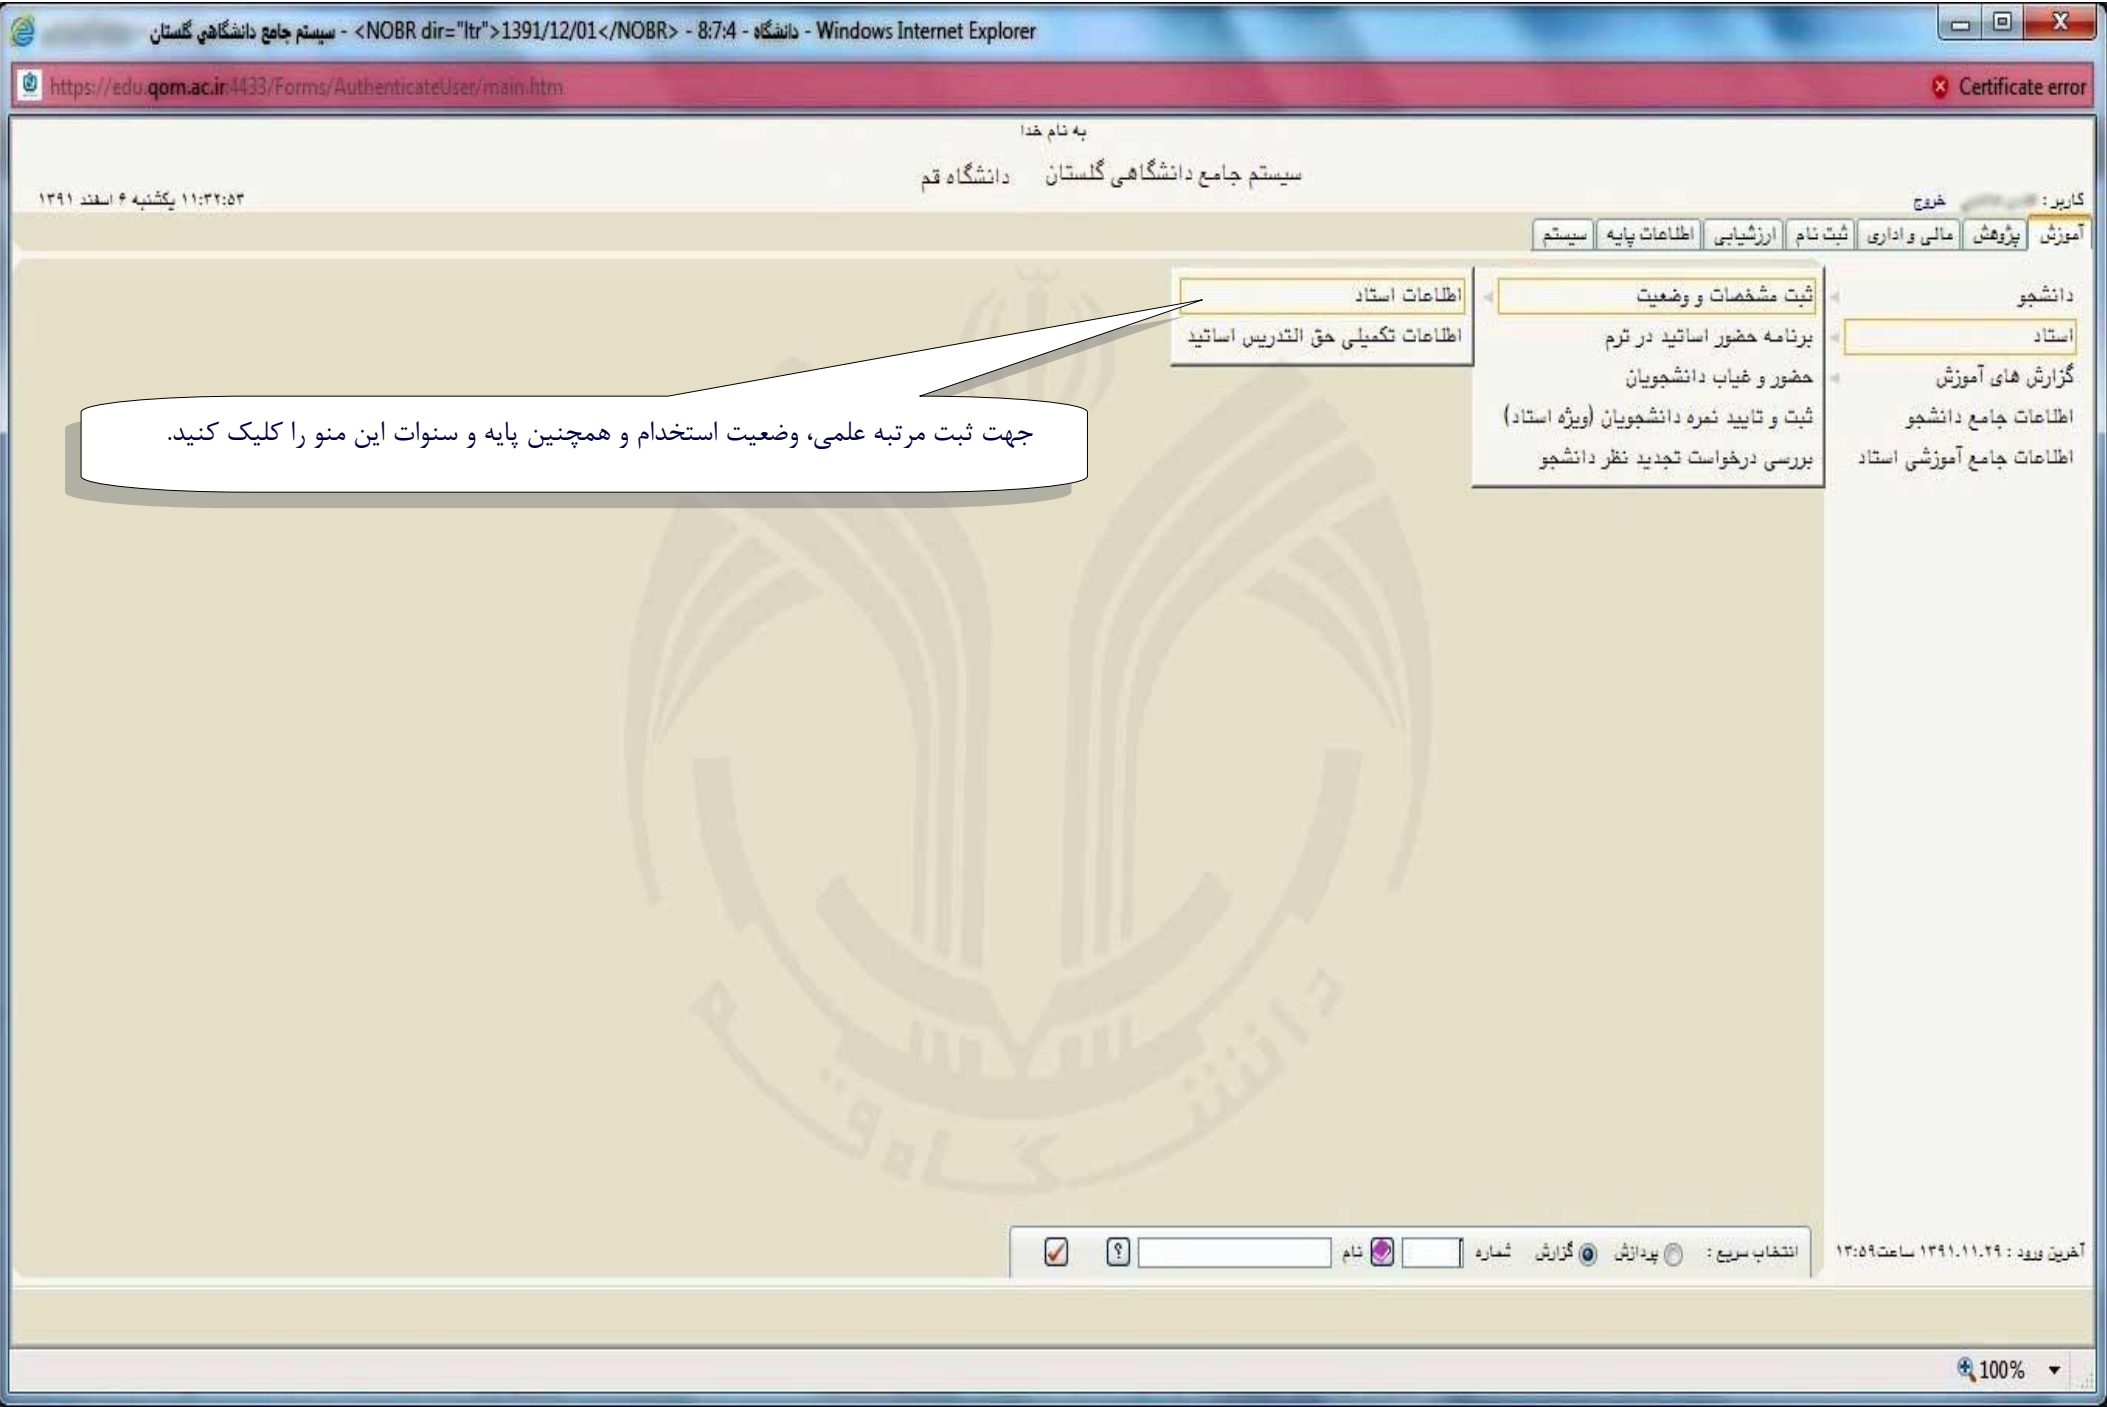 سیستم جامع دانشگاهی گلستان - <NOBR dir="ltr">1391/12/01</NOBR> - 8:7:4 - دانشگاه - Windows Internet Explorer
https://edu.qom.ac.ir:4433/Forms/AuthenticateUser/main.htm
Certificate error
به نام خدا
سیستم جامع دانشگاهی گلستان دانشگاه قم
کاربر : خروج
۱۱:۳۲:۵۳ یکشنبه ۶ اسفند ۱۳۹۱
آموزش پژوهش مالی و اداری ثبت نام ارزشیابی اطلاعات پایه سیستم
دانشجو
استاد
گزارش های آموزش
اطلاعات جامع دانشجو
اطلاعات جامع آموزشی استاد
ثبت مشخصات و وضعیت
برنامه حضور اساتید در ترم
حضور و غیاب دانشجویان
ثبت و تایید نمره دانشجویان (ویژه استاد)
بررسی درخواست تجدید نظر دانشجو
اطلاعات استاد
اطلاعات تکمیلی حق التدریس اساتید
جهت ثبت مرتبه علمی، وضعیت استخدام و همچنین پایه و سنوات این منو را کلیک کنید.
دانشگاه قم
آخرین ورود : ۱۳۹۱.۱۱.۲۹ ساعت۱۳:۵۹
انتخاب سریع : پردازش گزارش شماره نام ؟
100%